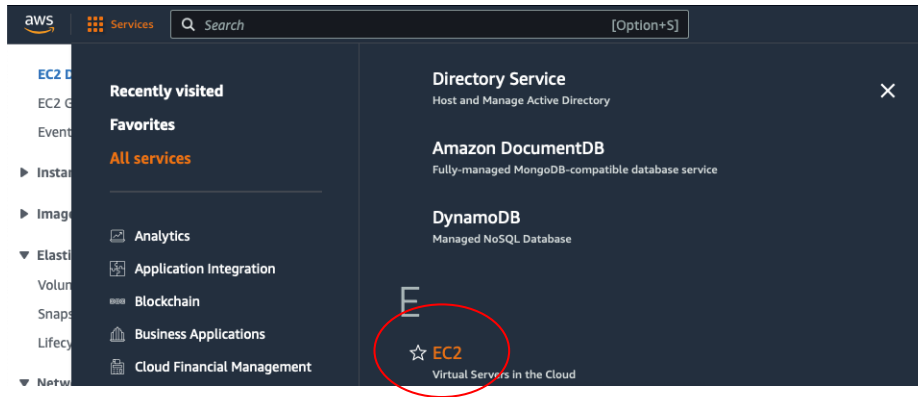 aws
Services
Search
[Option+S]
EC2 D
EC2 G
Event
Instan
Image
Elasti
Volun
Snaps
Lifecy
Netw
Recently visited
Favorites
All services
Analytics
Application Integration
Blockchain
Business Applications
Cloud Financial Management
Directory Service
Host and Manage Active Directory
Amazon DocumentDB
Fully-managed MongoDB-compatible database service
DynamoDB
Managed NoSQL Database
E
EC2
Virtual Servers in the Cloud